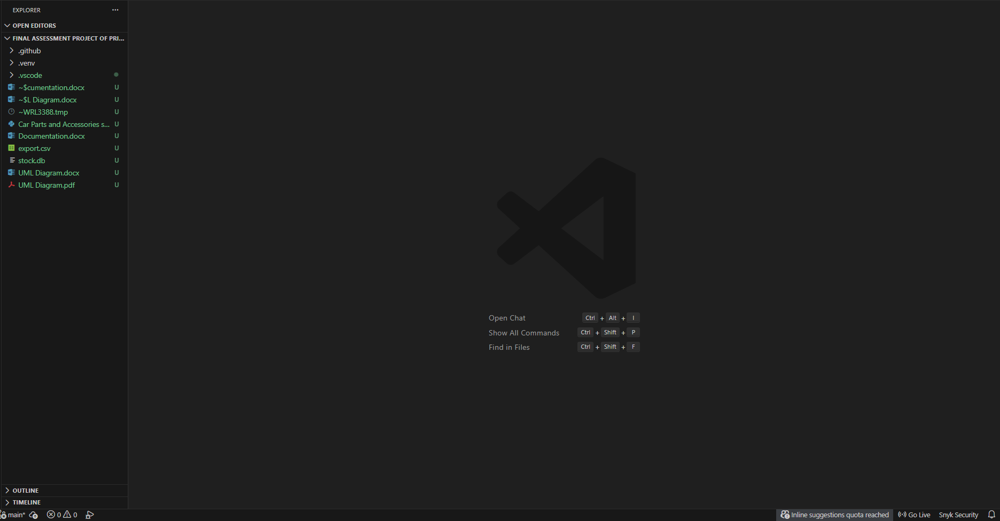 EXPLORER
OPEN EDITORS
FINAL ASSESSMENT PROJECT OF PRI...
.github
.venv
.vscode
~$cumentation.docx U
~$L Diagram.docx U
~WRL3388.tmp U
Car Parts and Accessories s... U
Documentation.docx U
export.csv U
stock.db U
UML Diagram.docx U
UML Diagram.pdf U
Open Chat Ctrl + Alt + I
Show All Commands Ctrl + Shift + P
Find in Files Ctrl + Shift + F
OUTLINE
TIMELINE
main* 0 0 Inline suggestions quota reached Go Live Snyk Security